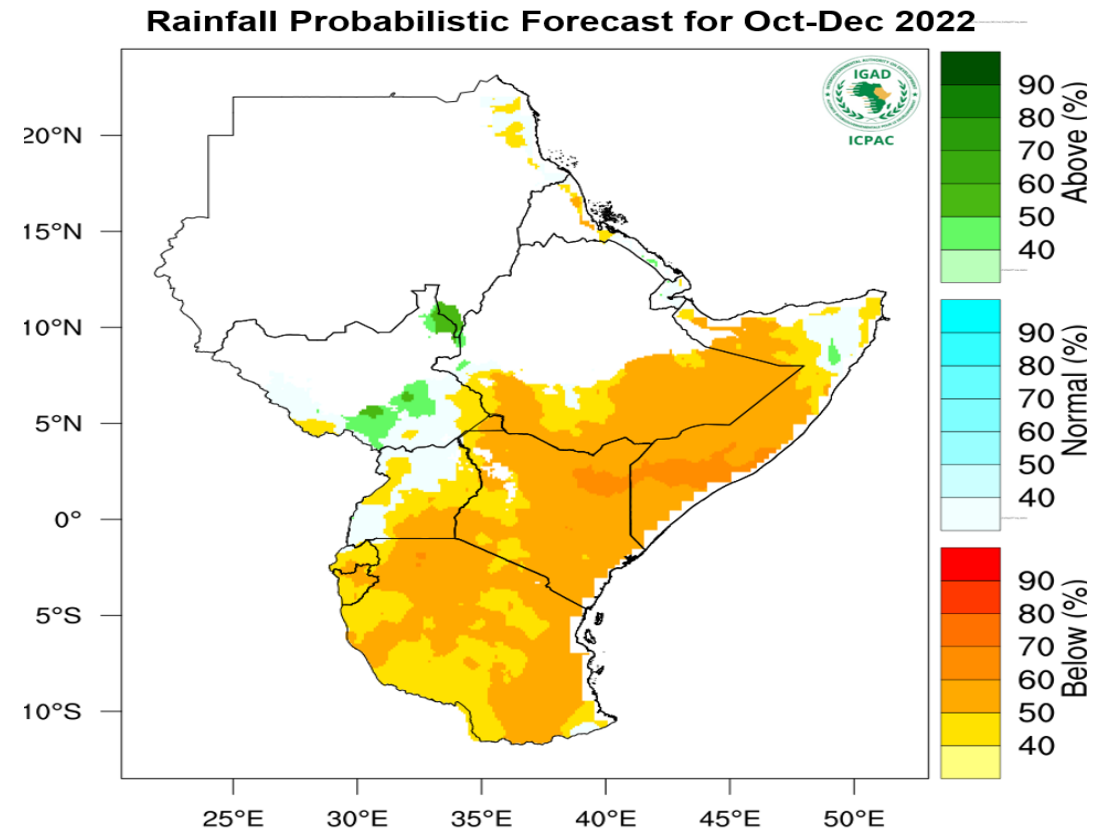 Rainfall Probabilistic Forecast for Oct-Dec 2022
IGAD
ICPAC
20°N
15°N
10°N
5°N
0°
5°S
10°S
25°E
30°E
35°E
40°E
45°E
50°E
90
80
70
60
50
40
Above (%)
90
80
70
60
50
40
Normal (%)
90
80
70
60
50
40
Below (%)